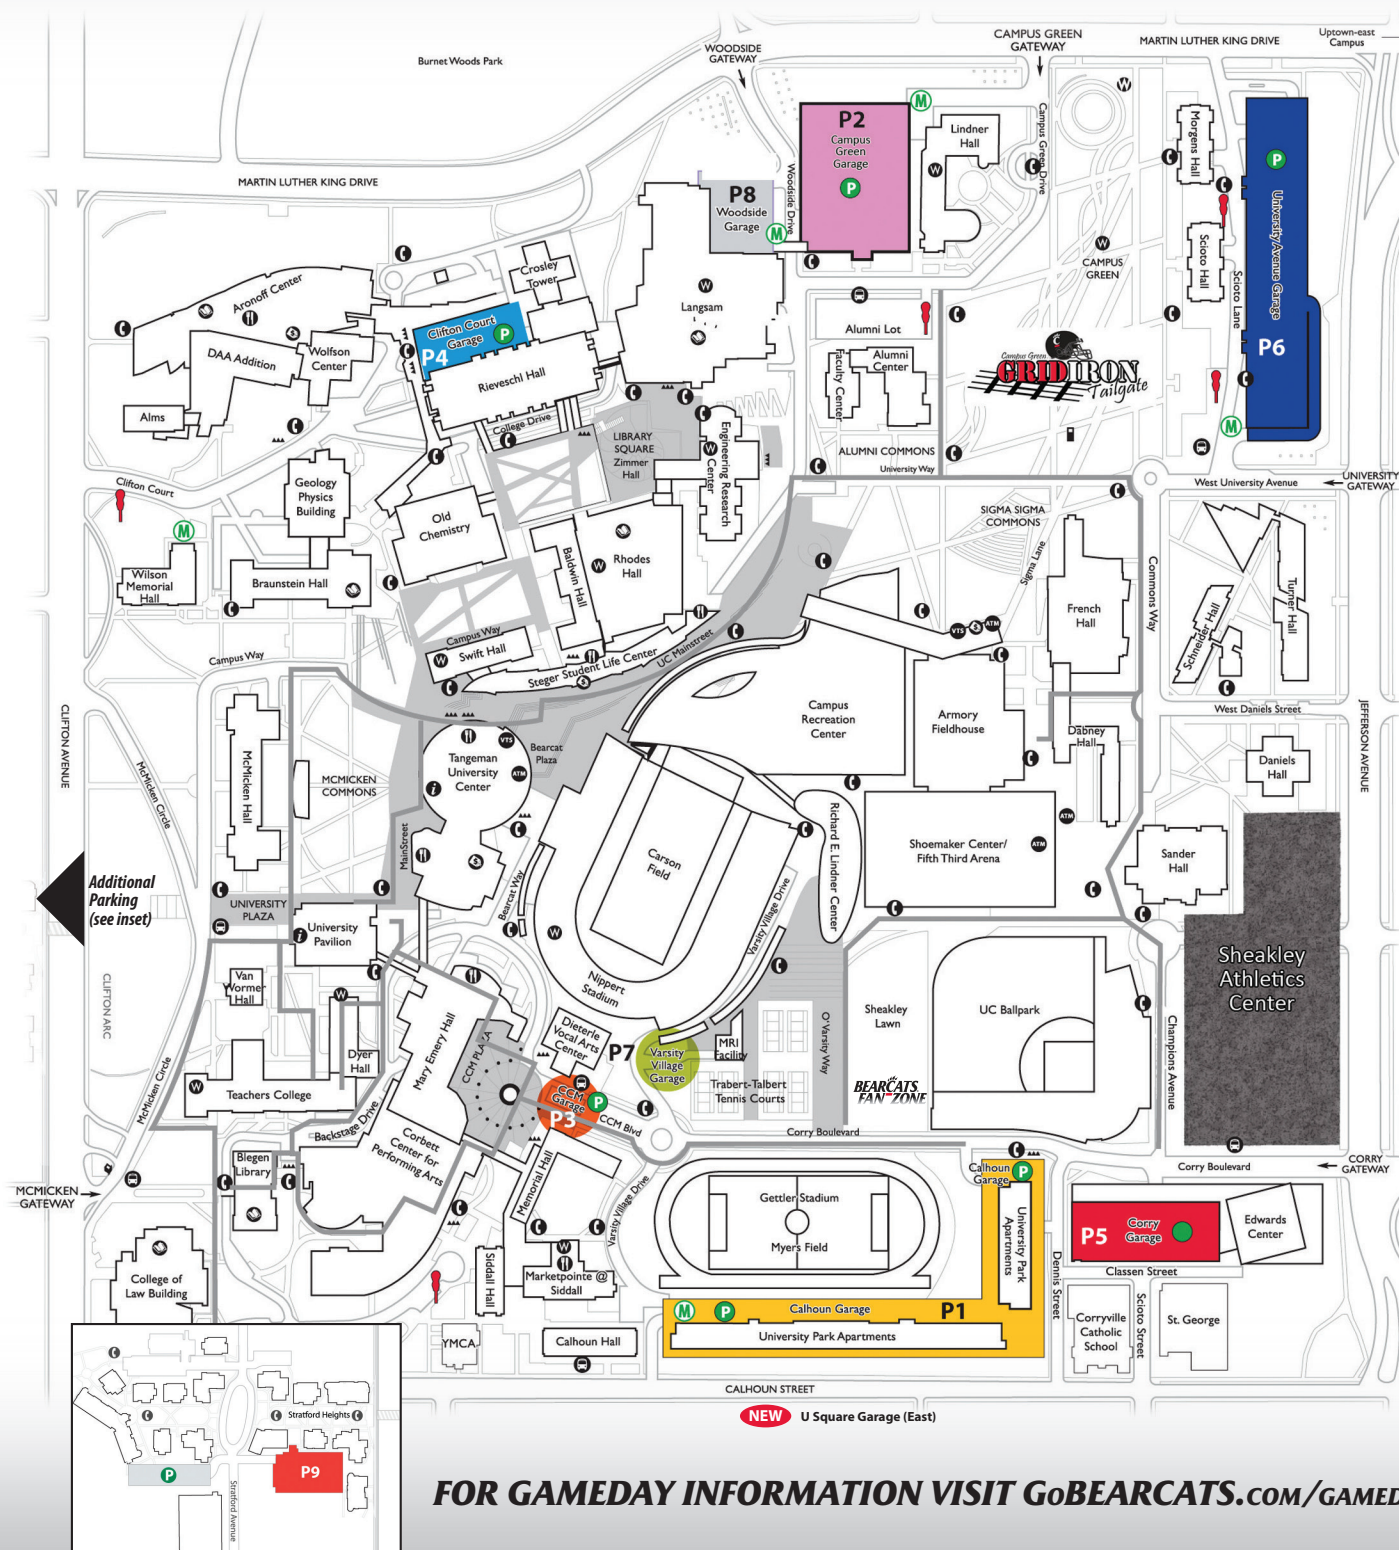 Burnet Woods Park
WOODSIDE
GATEWAY
CAMPUS GREEN
GATEWAY
MARTIN LUTHER KING DRIVE
Uptown-east
Campus
MARTIN LUTHER KING DRIVE
P2
Campus
Green
Garage
P
M
Lindner
Hall
W
Campus Green Drive
W
Morgens Hall
P
University Avenue Garage
P6
P8
Woodside
Garage
M
Woodside Drive
Scioto Hall
Scioto Lane
W
CAMPUS
GREEN
Crosley
Tower
Aronoff Center
DAA Addition
Wolfson
Center
Alms
Clifton Court
Garage
P
P4
Rieveschl Hall
College Drive
W
Langsam
Alumni Lot
Faculty Center
Alumni
Center
ALUMNI COMMONS
University Way
Campus Green
GRIDIRON
Tailgate
M
LIBRARY
SQUARE
Zimmer
Hall
W
Engineering Research
Center
West University Avenue
UNIVERSITY
GATEWAY
Clifton Court
M
Geology
Physics
Building
Old
Chemistry
Wilson
Memorial
Hall
Braunstein Hall
Baldwin Hall
W
Rhodes
Hall
SIGMA SIGMA
COMMONS
Sigma Lane
French
Hall
Commons Way
Schneider Hall
Turner Hall
Campus Way
W
Swift Hall
Steger Student Life Center
UC Mainstreet
VTS
ATM
Campus Way
West Daniels Street
CLIFTON AVENUE
JEFFERSON AVENUE
McMicken Circle
McMicken Hall
MCMICKEN
COMMONS
MainStreet
VTS
Tangeman
University
Center
ATM
i
Bearcat
Plaza
Campus
Recreation
Center
Armory
Fieldhouse
Dabney
Hall
Daniels
Hall
Carson
Field
Richard E. Lindner Center
Shoemaker Center/
Fifth Third Arena
ATM
ATM
Sander
Hall
Additional
Parking
(see inset)
UNIVERSITY
PLAZA
University
Pavilion
i
Bearcat Way
W
Nippert
Stadium
Varsity Village Drive
Sheakley
Athletics
Center
CLIFTON ARC
Van
Wormer
Hall
W
Dyer
Hall
Mary Emery Hall
CCM PLAZA
Dieterle
Vocal Arts
Center
P7
Varsity
Village
Garage
MRI
Facility
Trabert-Talbert
Tennis Courts
O'Varsity Way
Sheakley
Lawn
UC Ballpark
BEARCATS
FAN ZONE
Champions Avenue
McMicken Circle
W
Teachers College
Backstage Drive
Corbett
Center for
Performing Arts
CCM
Garage
P
P3
CCM Blvd
Corry Boulevard
Corry Boulevard
CORRY
GATEWAY
MCMICKEN
GATEWAY
Blegen
Library
Memorial Hall
Varsity Village Drive
Gettler Stadium
Myers Field
Calhoun
Garage
P
University Park
Apartments
Dennis Street
P5
Corry
Garage
Edwards
Center
Classen Street
College of
Law Building
Siddall Hall
W
Marketpointe @
Siddall
YMCA
Calhoun Hall
M
P
Calhoun Garage
P1
University Park Apartments
Corryville
Catholic
School
Scioto Street
St. George
CALHOUN STREET
NEW
U Square Garage (East)
Stratford Heights
P
P9
Stratford Avenue
FOR GAMEDAY INFORMATION VISIT GOBEARCATS.COM/GAMED